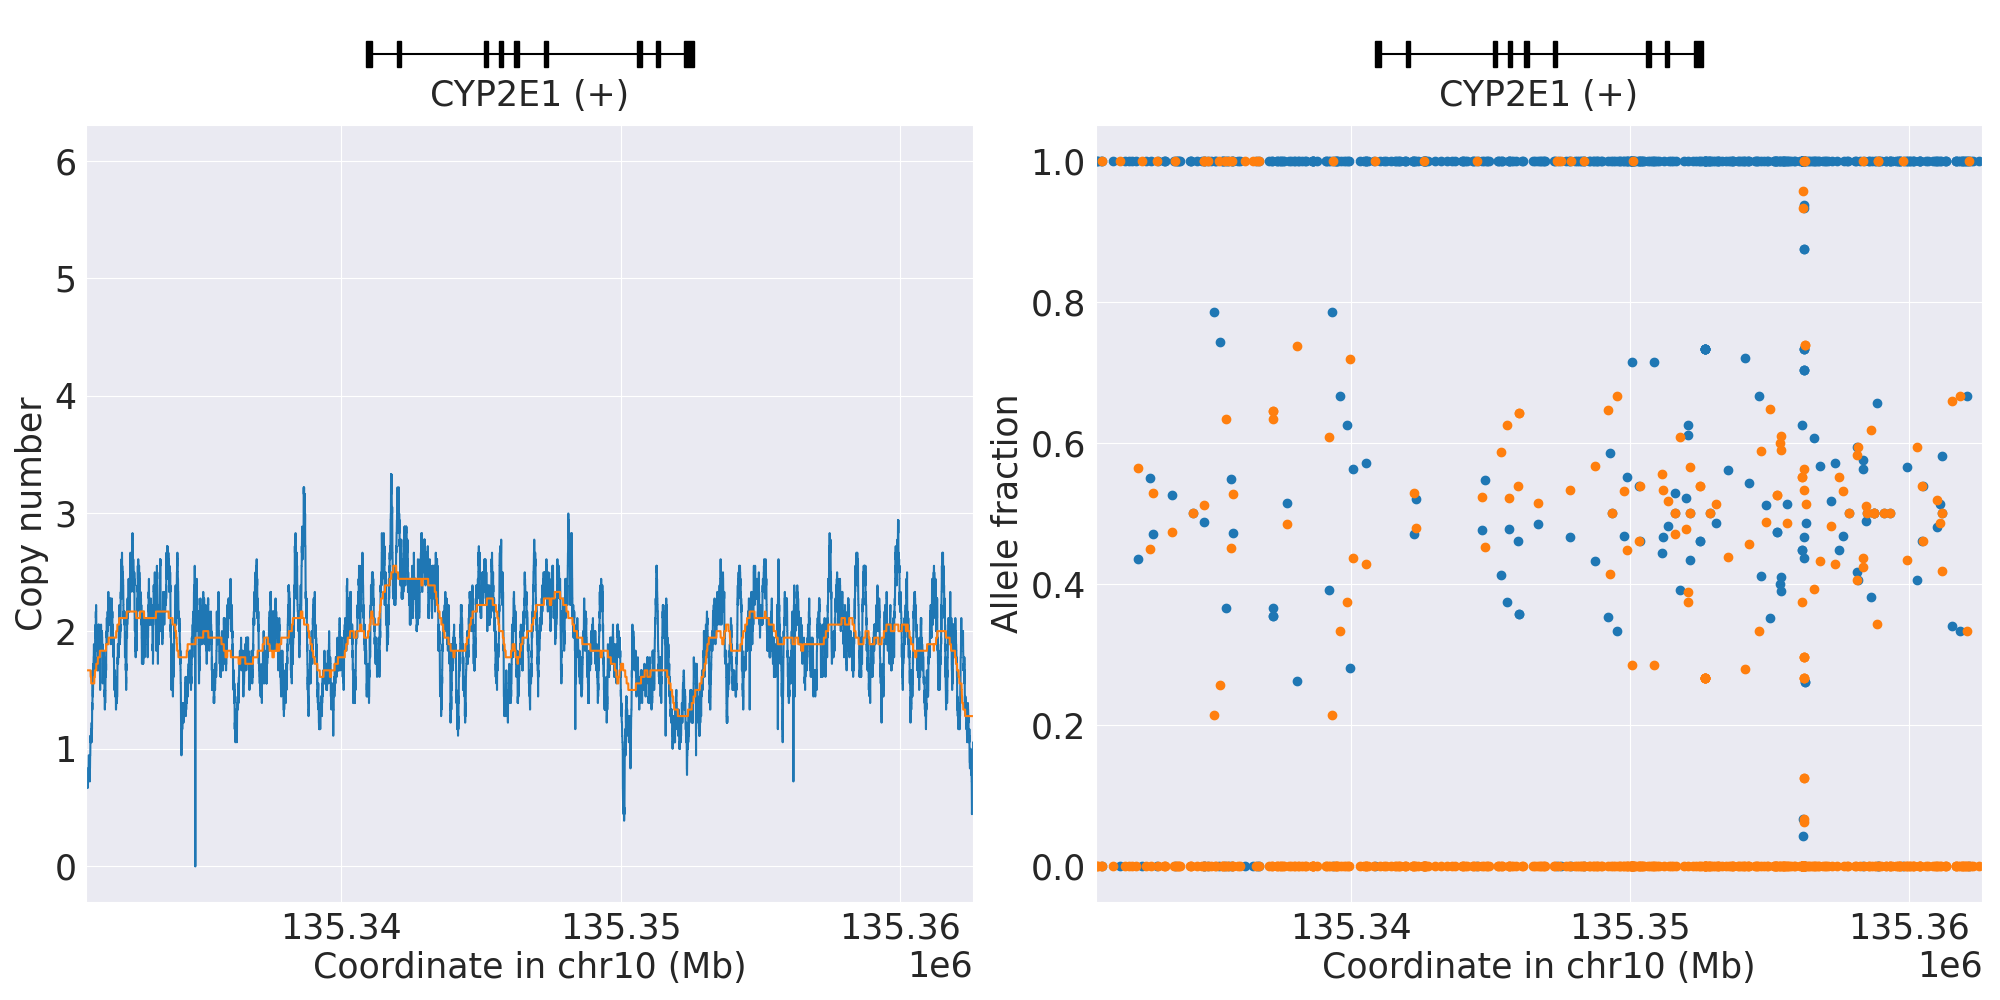 CYP2E1 (+)
6
5
4
3
2
1
0
Copy number
135.34 135.35 135.36
Coordinate in chr10 (Mb)
1e6
CYP2E1 (+)
1.0
0.8
0.6
0.4
0.2
0.0
Allele fraction
135.34 135.35 135.36
Coordinate in chr10 (Mb)
1e6